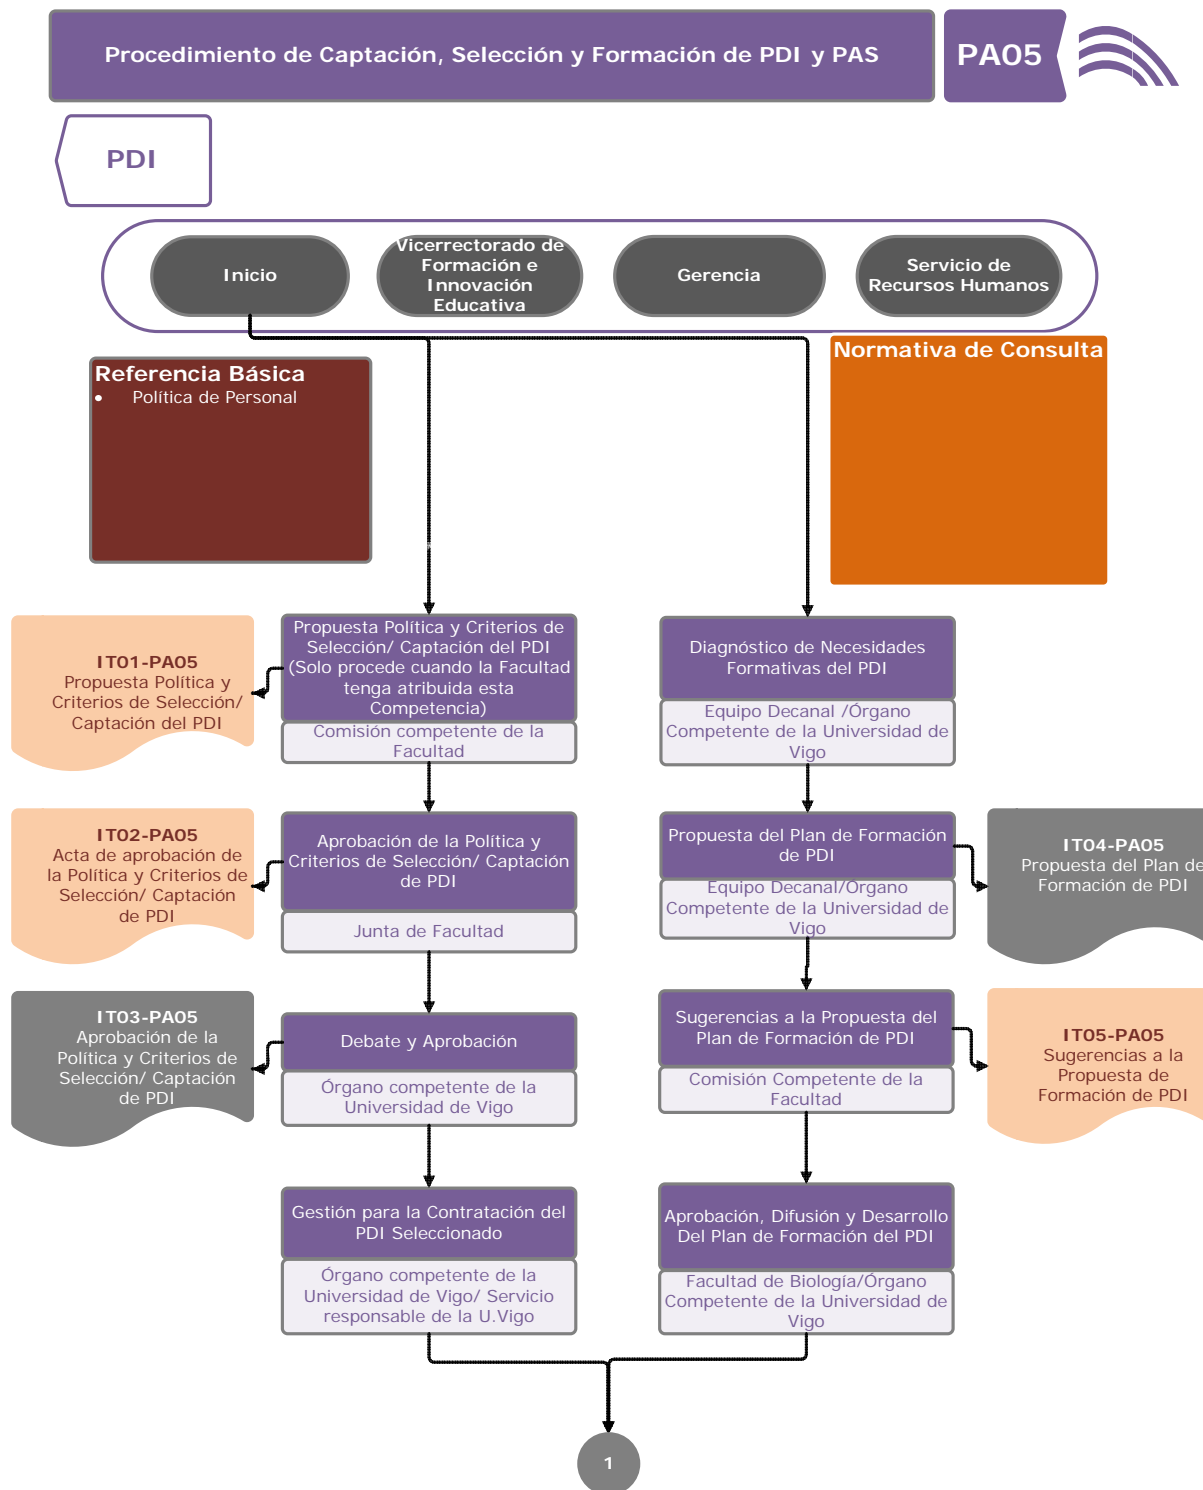 Procedimiento de Captación, Selección y Formación de PDI y PAS
PA05
PDI
Inicio
Vicerrectorado de
Formación e
Innovación
Educativa
Gerencia
Servicio de
Recursos Humanos
Referencia Básica
• Política de Personal
Normativa de Consulta
IT01-PA05
Propuesta Política y
Criterios de Selección/
Captación del PDI
Propuesta Política y Criterios de
Selección/ Captación del PDI
(Solo procede cuando la Facultad
tenga atribuida esta
Competencia)
Comisión competente de la
Facultad
Diagnóstico de Necesidades
Formativas del PDI
Equipo Decanal /Órgano
Competente de la Universidad de
Vigo
IT02-PA05
Acta de aprobación de
la Política y Criterios de
Selección/ Captación
de PDI
Aprobación de la Política y
Criterios de Selección/ Captación
de PDI
Junta de Facultad
Propuesta del Plan de Formación
de PDI
Equipo Decanal/Órgano
Competente de la Universidad de
Vigo
IT04-PA05
Propuesta del Plan de
Formación de PDI
IT03-PA05
Aprobación de la
Política y Criterios de
Selección/ Captación
de PDI
Debate y Aprobación
Órgano competente de la
Universidad de Vigo
Sugerencias a la Propuesta del
Plan de Formación de PDI
Comisión Competente de la
Facultad
IT05-PA05
Sugerencias a la
Propuesta de
Formación de PDI
Gestión para la Contratación del
PDI Seleccionado
Órgano competente de la
Universidad de Vigo/ Servicio
responsable de la U.Vigo
Aprobación, Difusión y Desarrollo
Del Plan de Formación del PDI
Facultad de Biología/Órgano
Competente de la Universidad de
Vigo
1